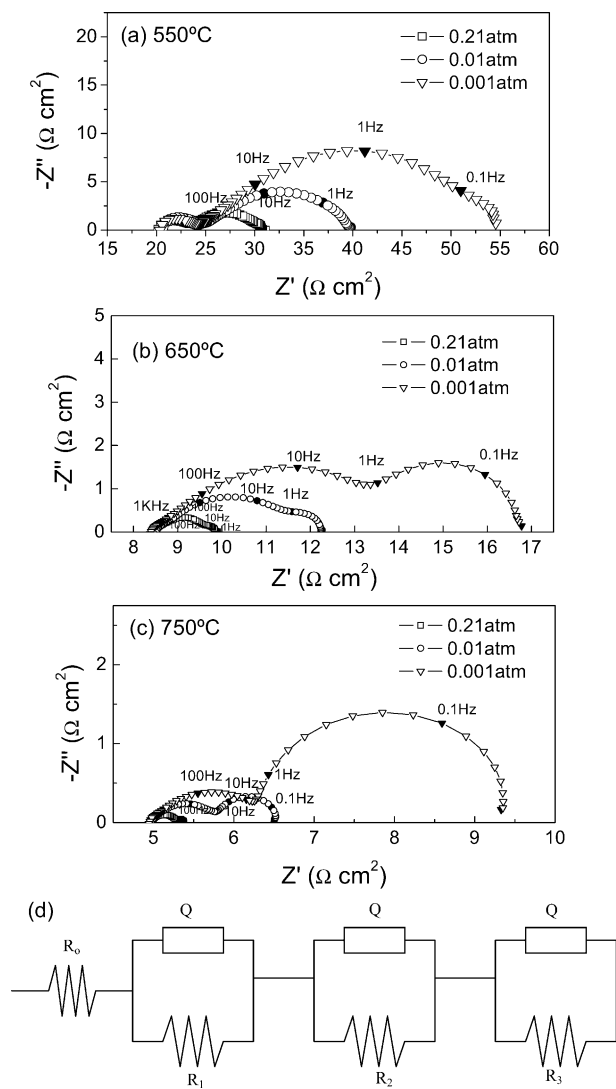 (a) 550ºC
0.21atm
0.01atm
0.001atm
1Hz
10Hz
0.1Hz
100Hz
10Hz
1Hz
-Z'' (Ω cm²)
20
15
10
5
0
15 20 25 30 35 40 45 50 55 60
Z' (Ω cm²)
(b) 650ºC
0.21atm
0.01atm
0.001atm
100Hz
10Hz
1Hz
0.1Hz
1KHz
100Hz
10Hz
1Hz
100Hz
10Hz
1Hz
-Z'' (Ω cm²)
5
4
3
2
1
0
8 9 10 11 12 13 14 15 16 17
Z' (Ω cm²)
(c) 750ºC
0.21atm
0.01atm
0.001atm
0.1Hz
100Hz
10Hz
1Hz
0.1Hz
100Hz
10Hz
-Z'' (Ω cm²)
2
1
0
5 6 7 8 9 10
Z' (Ω cm²)
(d)
Q Q Q
Rₒ
R₁ R₂ R₃